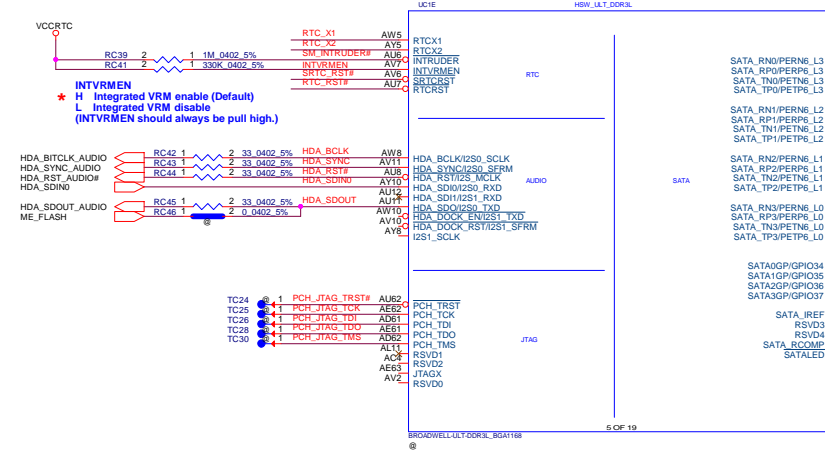 UC1E HSW_ULT_DDR3L
VCCRTC
RTC_X1 AW5 RTCX1
RTC_X2 AY5 RTCX2
RC39 2 1 1M_0402_5% SM_INTRUDER# AU6 INTRUDER
RC41 2 1 330K_0402_5% INTVRMEN AV7 INTVRMEN
SRTC_RST# AV6 SRTCRST
RTC_RST# AU7 RTCRST
RTC
INTVRMEN
* H Integrated VRM enable (Default)
L Integrated VRM disable
(INTVRMEN should always be pull high.)
HDA_BITCLK_AUDIO RC42 1 2 33_0402_5% HDA_BCLK AW8 HDA_BCLK/I2S0_SCLK
HDA_SYNC_AUDIO RC43 1 2 33_0402_5% HDA_SYNC AV11 HDA_SYNC/I2S0_SFRM
HDA_RST_AUDIO# RC44 1 2 33_0402_5% HDA_RST# AU8 HDA_RST/I2S_MCLK
HDA_SDIN0 HDA_SDIN0 AY10 HDA_SDI0/I2S0_RXD
AU12 HDA_SDI1/I2S1_RXD
HDA_SDOUT_AUDIO RC45 1 2 33_0402_5% HDA_SDOUT AU11 HDA_SDO/I2S0_TXD
ME_FLASH RC46 1 2 0_0402_5% AW10 HDA_DOCK_EN/I2S1_TXD
@ AV10 HDA_DOCK_RST/I2S1_SFRM
AY8 I2S1_SCLK
AUDIO
SATA
SATA_RN0/PERN6_L3
SATA_RP0/PERP6_L3
SATA_TN0/PETN6_L3
SATA_TP0/PETP6_L3
SATA_RN1/PERN6_L2
SATA_RP1/PERP6_L2
SATA_TN1/PETN6_L2
SATA_TP1/PETP6_L2
SATA_RN2/PERN6_L1
SATA_RP2/PERP6_L1
SATA_TN2/PETN6_L1
SATA_TP2/PETP6_L1
SATA_RN3/PERN6_L0
SATA_RP3/PERP6_L0
SATA_TN3/PETN6_L0
SATA_TP3/PETP6_L0
SATA0GP/GPIO34
SATA1GP/GPIO35
SATA2GP/GPIO36
SATA3GP/GPIO37
SATA_IREF
RSVD3
RSVD4
SATA_RCOMP
SATALED
TC24 @ 1 PCH_JTAG_TRST# AU62 PCH_TRST
TC25 @ 1 PCH_JTAG_TCK AE62 PCH_TCK
TC26 @ 1 PCH_JTAG_TDI AD61 PCH_TDI
TC28 @ 1 PCH_JTAG_TDO AE61 PCH_TDO
TC30 @ 1 PCH_JTAG_TMS AD62 PCH_TMS
AL11 RSVD1
AC4 RSVD2
AE63 JTAGX
AV2 RSVD0
JTAG
5 OF 19
BROADWELL-ULT-DDR3L_BGA1168
@